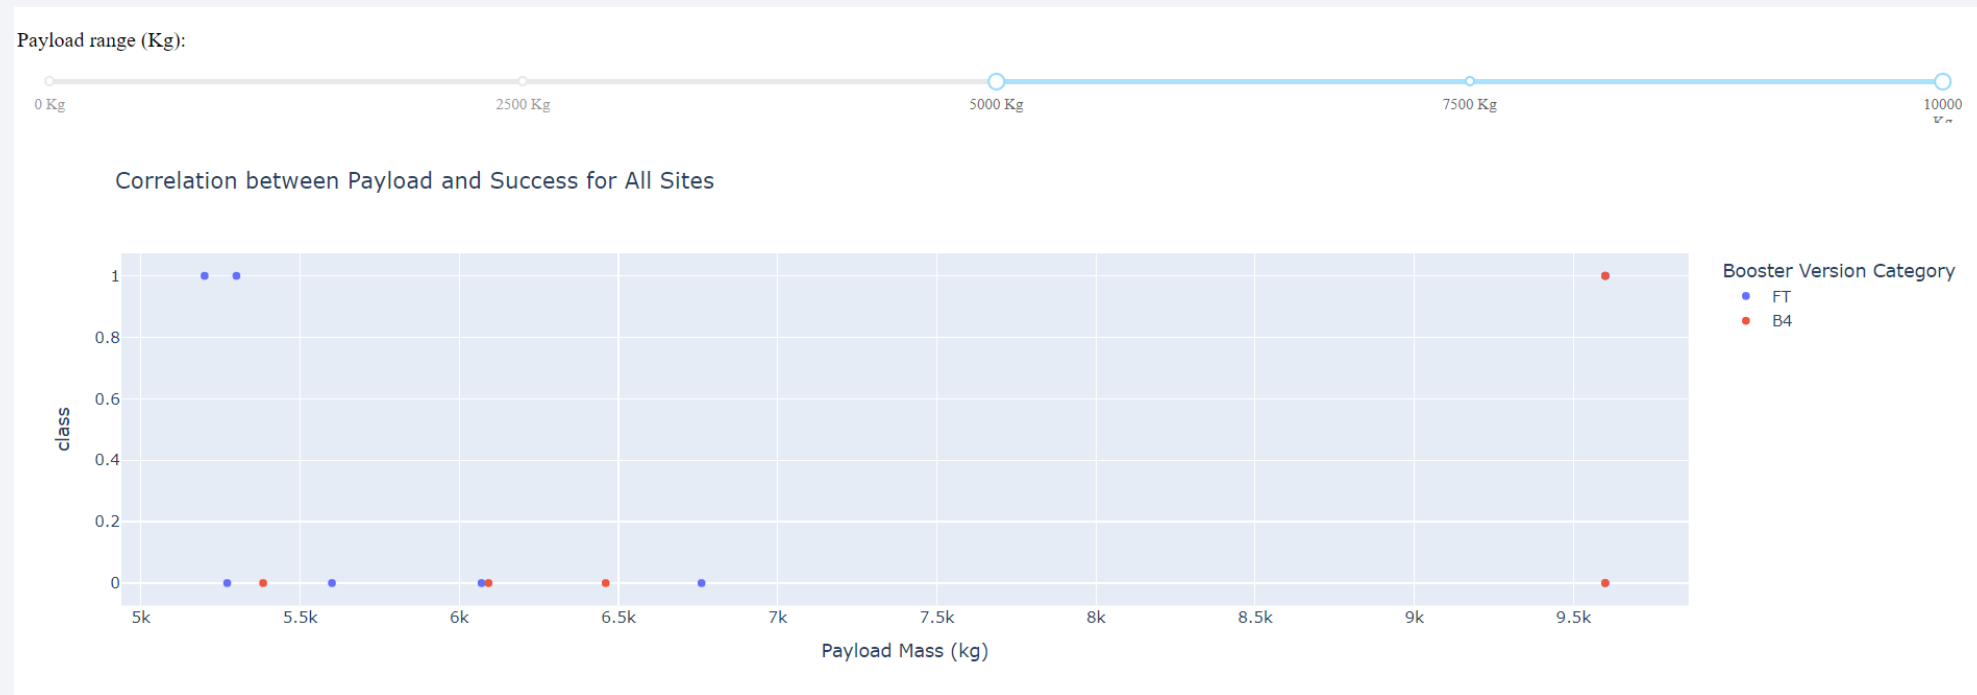 Payload range (Kg):
0 Kg
2500 Kg
5000 Kg
7500 Kg
10000
Kg
Correlation between Payload and Success for All Sites
1
0.8
0.6
0.4
0.2
0
class
5k
5.5k
6k
6.5k
7k
7.5k
8k
8.5k
9k
9.5k
Payload Mass (kg)
Booster Version Category
FT
B4